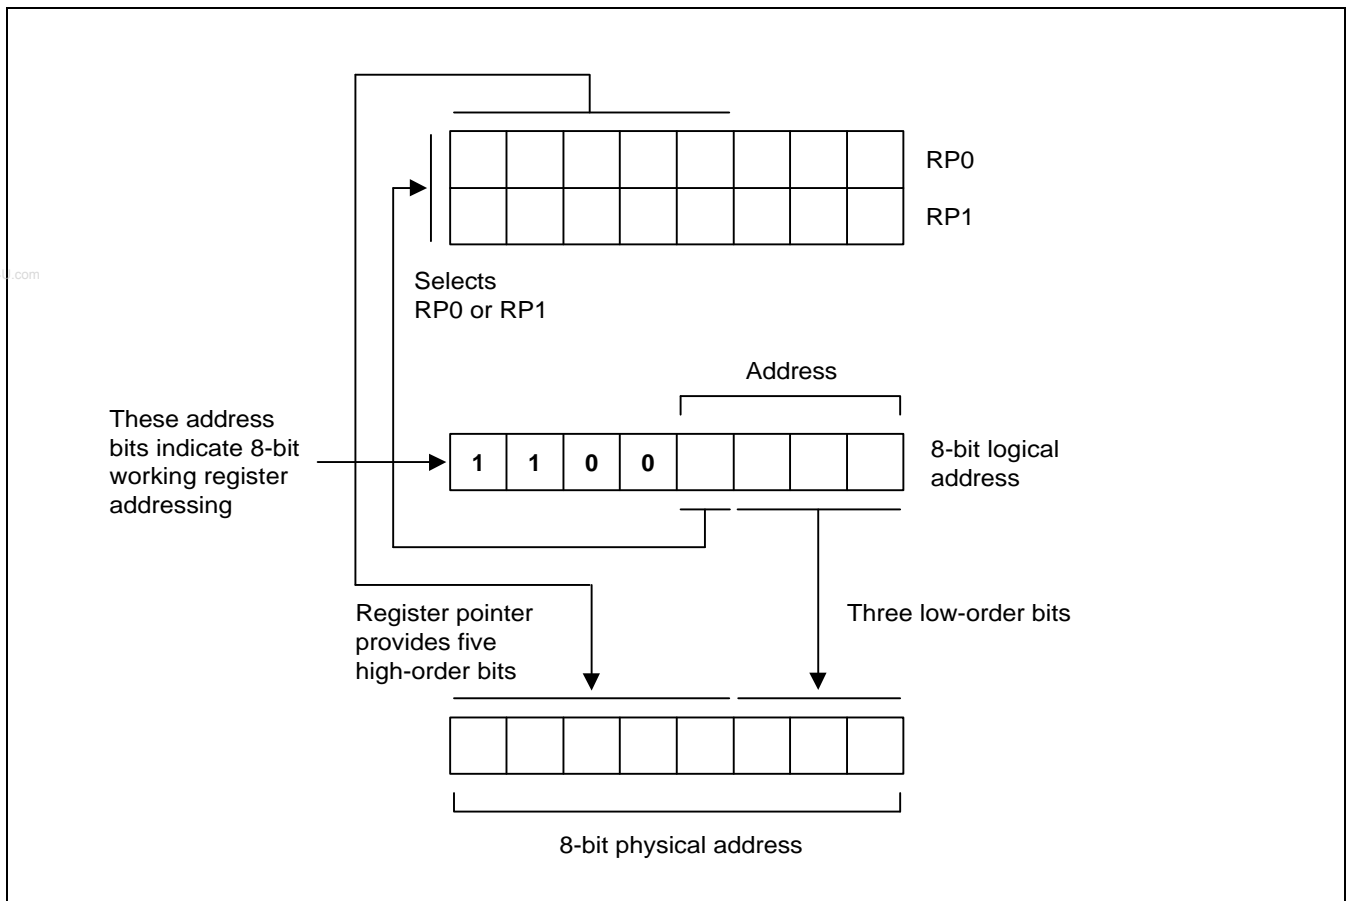 RP0
RP1
U.com
Selects
RP0 or RP1
Address
These address
bits indicate 8-bit
working register
addressing
1 1 0 0
8-bit logical
address
Register pointer
provides five
high-order bits
Three low-order bits
8-bit physical address